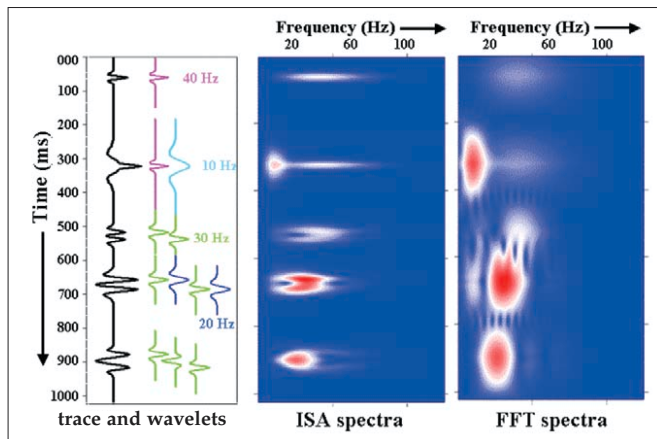 Frequency (Hz)
20 60 100
Frequency (Hz)
20 60 100
Time (ms)
000
100
200
300
400
500
600
700
800
900
1000
40 Hz
10 Hz
30 Hz
20 Hz
trace and wavelets
ISA spectra
FFT spectra